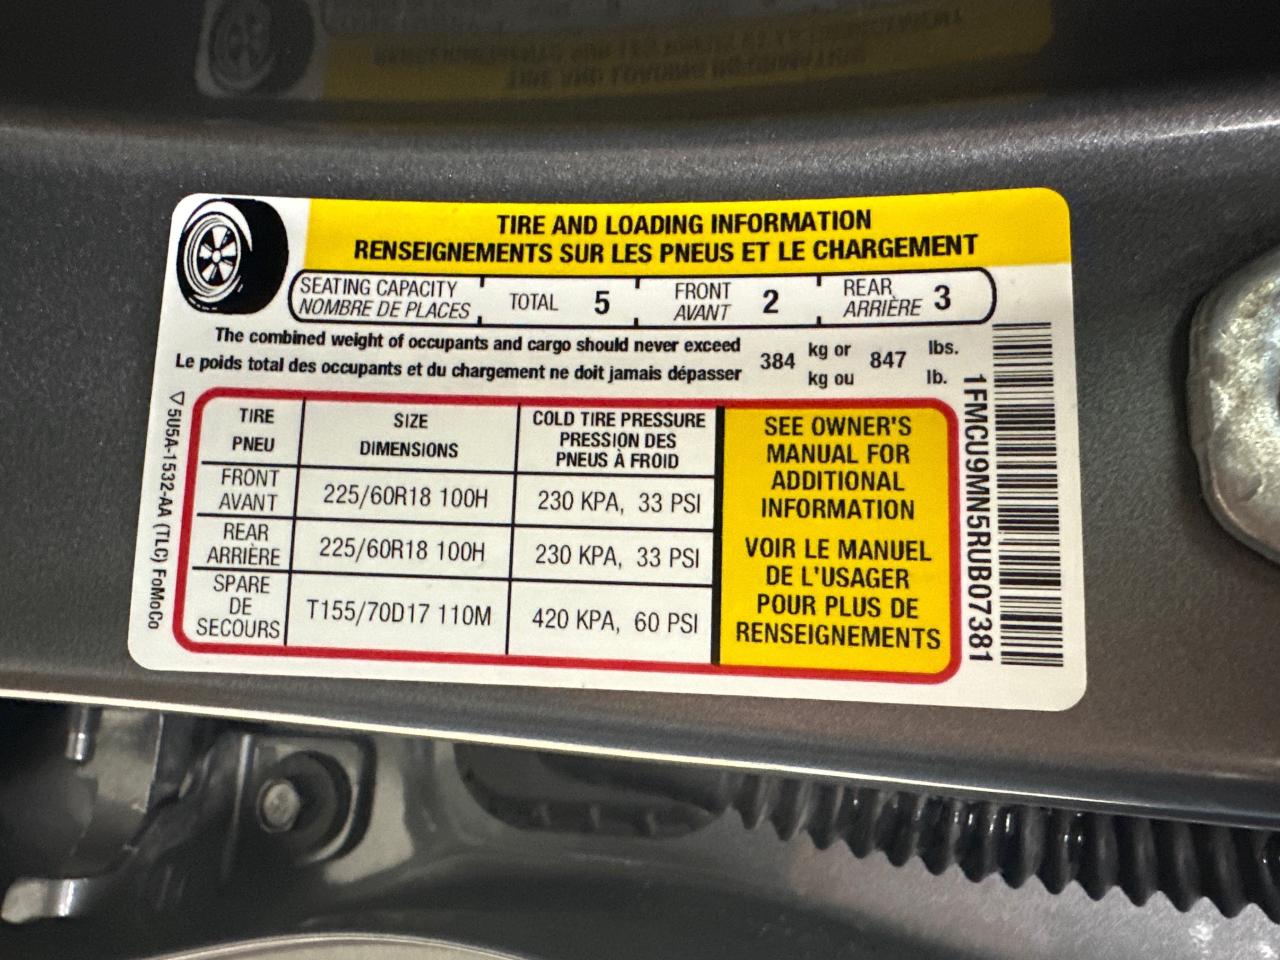 TIRE AND LOADING INFORMATION
RENSEIGNEMENTS SUR LES PNEUS ET LE CHARGEMENT
SEATING CAPACITY
NOMBRE DE PLACES
TOTAL 5
FRONT
AVANT
2
REAR
ARRIÈRE
3
The combined weight of occupants and cargo should never exceed
Le poids total des occupants et du chargement ne doit jamais dépasser
384
kg or
kg ou
847
lbs.
lb.
TIRE
PNEU
SIZE
DIMENSIONS
COLD TIRE PRESSURE
PRESSION DES
PNEUS À FROID
FRONT
AVANT
225/60R18 100H
230 KPA, 33 PSI
REAR
ARRIÈRE
225/60R18 100H
230 KPA, 33 PSI
SPARE
DE
SECOURS
T155/70D17 110M
420 KPA, 60 PSI
SEE OWNER'S
MANUAL FOR
ADDITIONAL
INFORMATION
VOIR LE MANUEL
DE L'USAGER
POUR PLUS DE
RENSEIGNEMENTS
▽5U5A-1532-AA (TLC) FoMoCo
1FMCU9MN5RUB07381